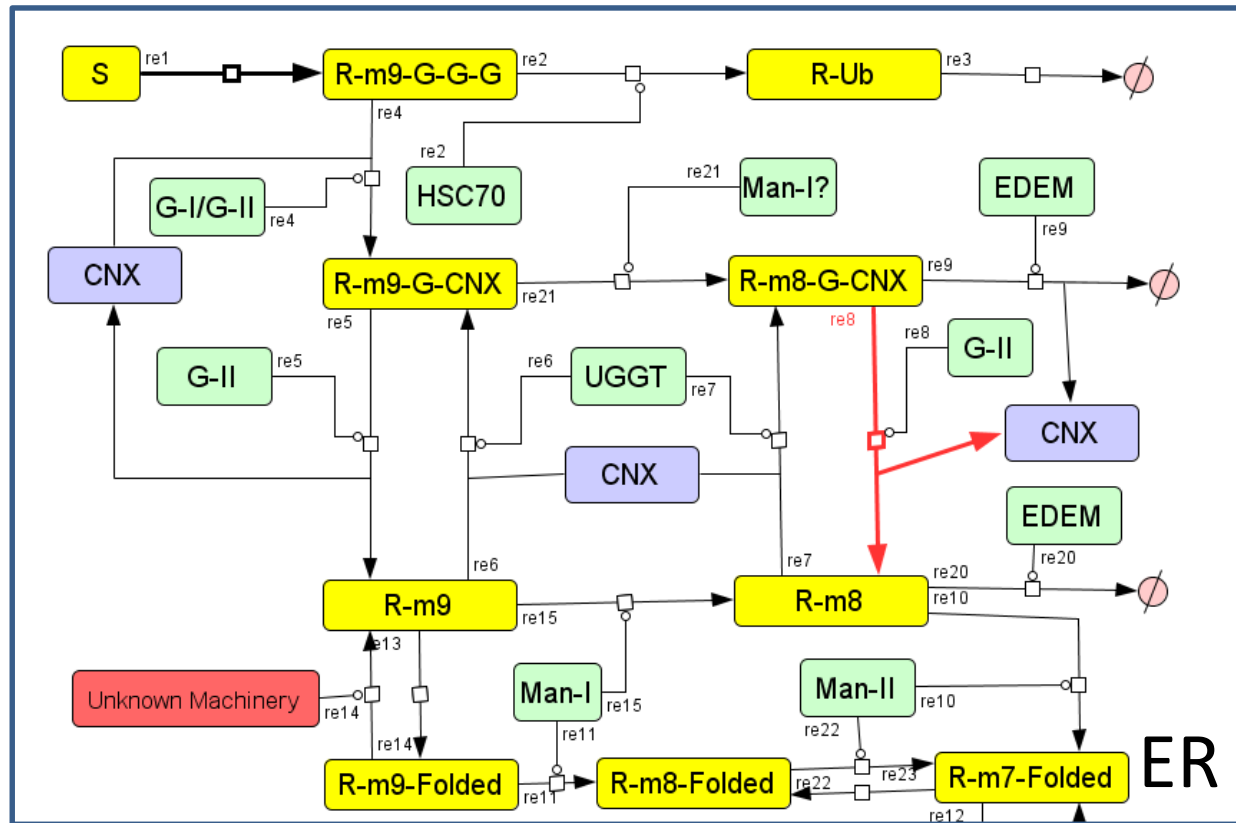 S
re1
R-m9-G-G-G
re2
R-Ub
re3
re4
re2
HSC70
re21
Man-I?
EDEM
G-I/G-II
re4
re9
CNX
R-m9-G-CNX
re21
R-m8-G-CNX
re9
re5
re8
re8
G-II
re5
G-II
re6
UGGT
re7
CNX
CNX
EDEM
re6
re7
re20
re20
R-m9
re15
R-m8
re10
re13
Unknown Machinery
re14
Man-I
re15
Man-II
re10
re11
re22
re14
R-m9-Folded
re11
R-m8-Folded
re22
re23
R-m7-Folded
ER
re12